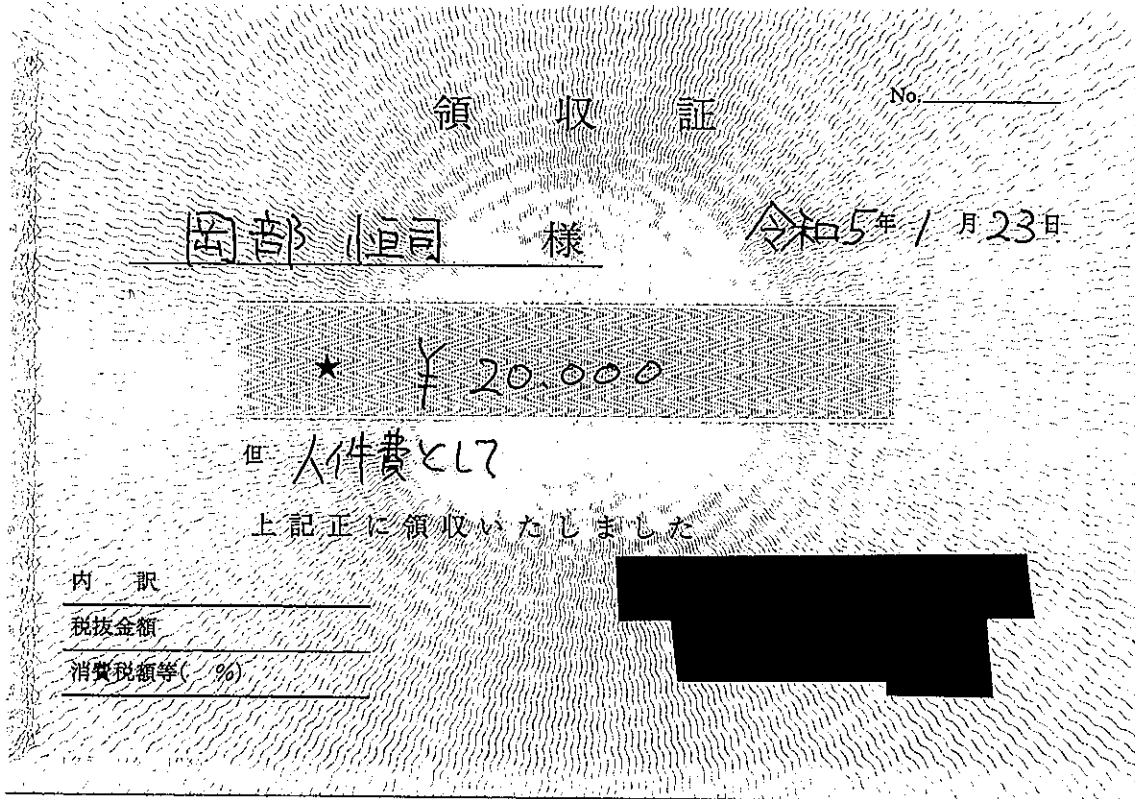 領収証
No.
岡部 恒司 様
令和5年1月23日
★ ¥20.000
但 人件費として
上記正に領収いたしました
内訳
税抜金額
消費税額等( %)